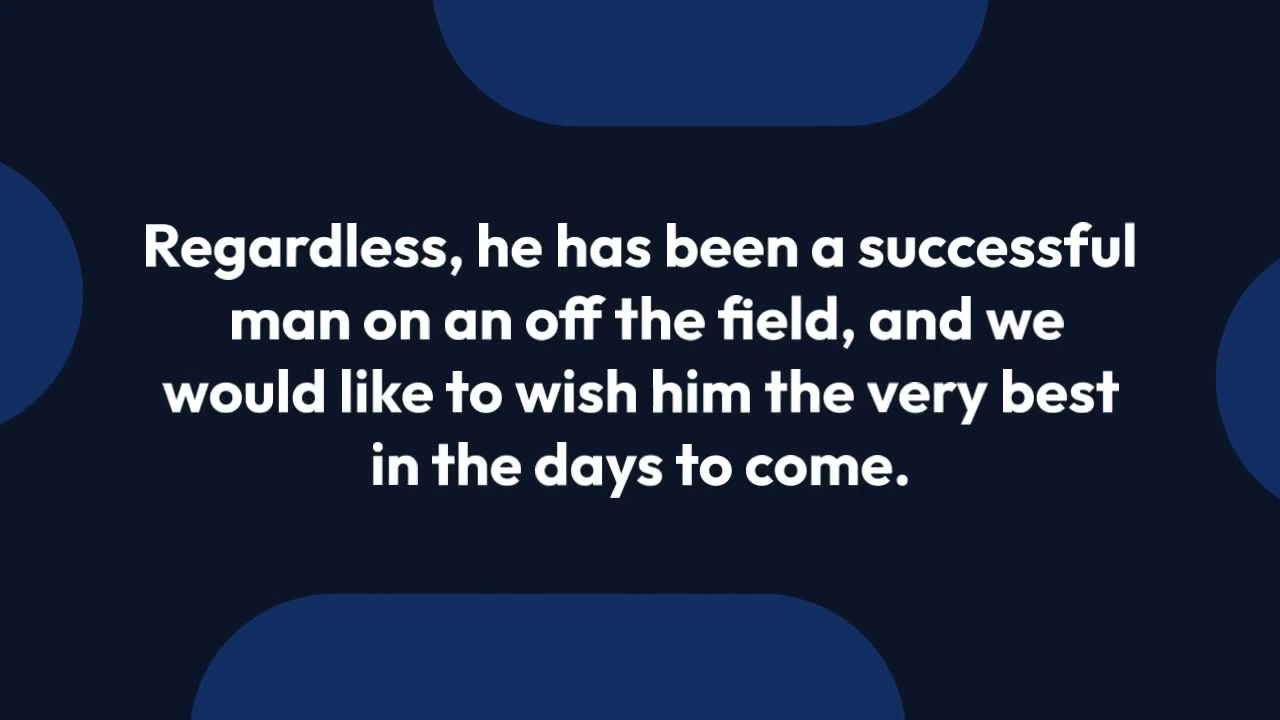 Regardless, he has been a successful
man on an off the field, and we
would like to wish him the very best
in the days to come.